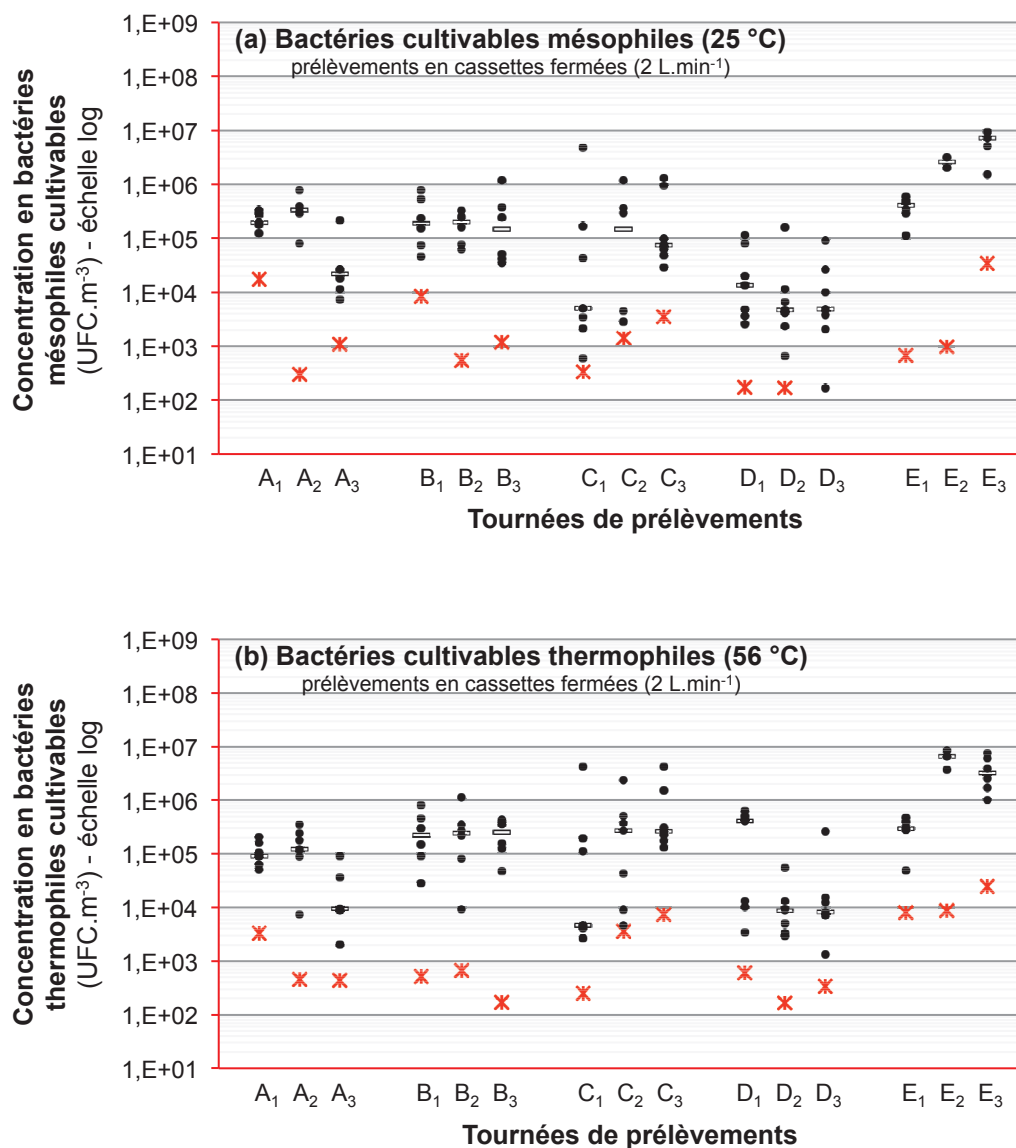 (a) Bactéries cultivables mésophiles (25 °C)
prélèvements en cassettes fermées (2 L.min-1)
Concentration en bactéries
mésophiles cultivables
(UFC.m-3) - échelle log
1,E+09
1,E+08
1,E+07
1,E+06
1,E+05
1,E+04
1,E+03
1,E+02
1,E+01
A1 A2 A3 B1 B2 B3 C1 C2 C3 D1 D2 D3 E1 E2 E3
Tournées de prélèvements
(b) Bactéries cultivables thermophiles (56 °C)
prélèvements en cassettes fermées (2 L.min-1)
Concentration en bactéries
thermophiles cultivables
(UFC.m-3) - échelle log
1,E+09
1,E+08
1,E+07
1,E+06
1,E+05
1,E+04
1,E+03
1,E+02
1,E+01
A1 A2 A3 B1 B2 B3 C1 C2 C3 D1 D2 D3 E1 E2 E3
Tournées de prélèvements